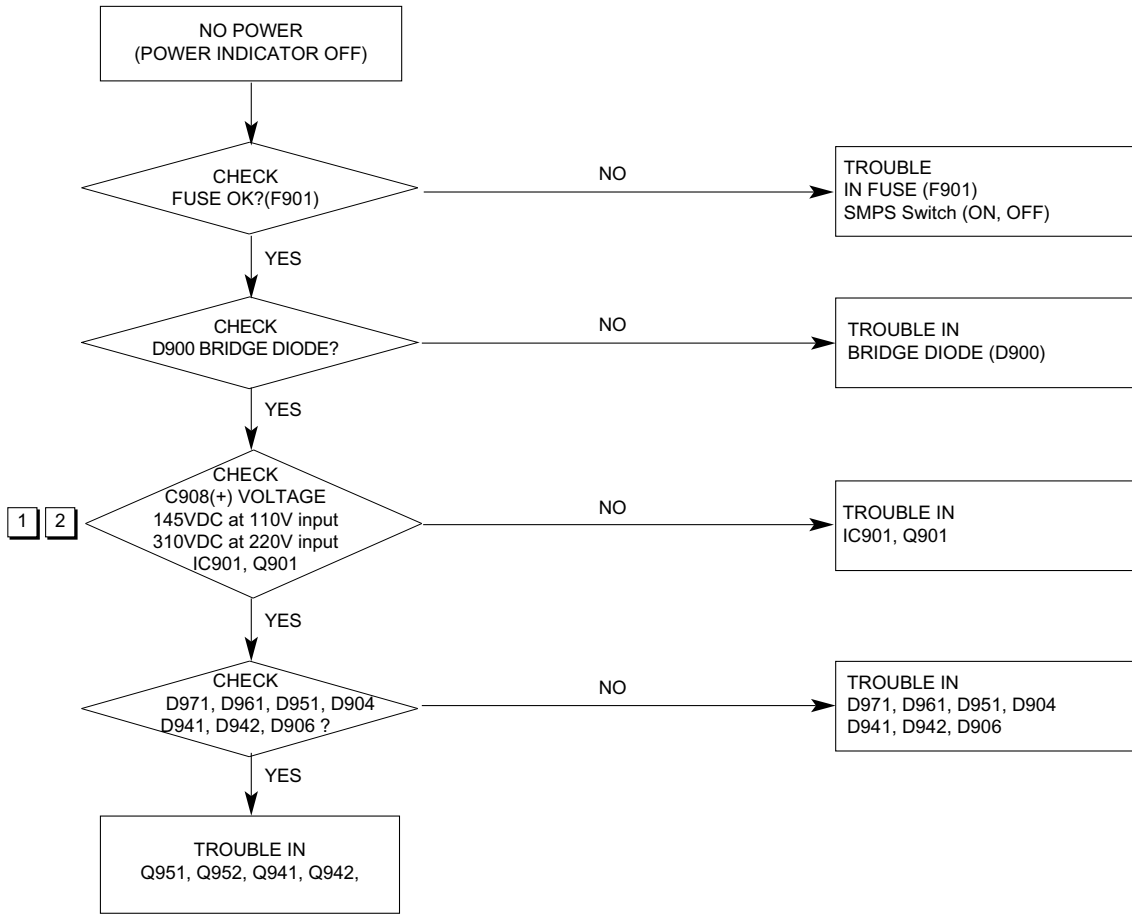 NO POWER
(POWER INDICATOR OFF)
CHECK
FUSE OK?(F901)
NO
TROUBLE
IN FUSE (F901)
SMPS Switch (ON, OFF)
YES
CHECK
D900 BRIDGE DIODE?
NO
TROUBLE IN
BRIDGE DIODE (D900)
YES
1 2
CHECK
C908(+) VOLTAGE
145VDC at 110V input
310VDC at 220V input
IC901, Q901
NO
TROUBLE IN
IC901, Q901
YES
CHECK
D971, D961, D951, D904
D941, D942, D906 ?
NO
TROUBLE IN
D971, D961, D951, D904
D941, D942, D906
YES
TROUBLE IN
Q951, Q952, Q941, Q942,